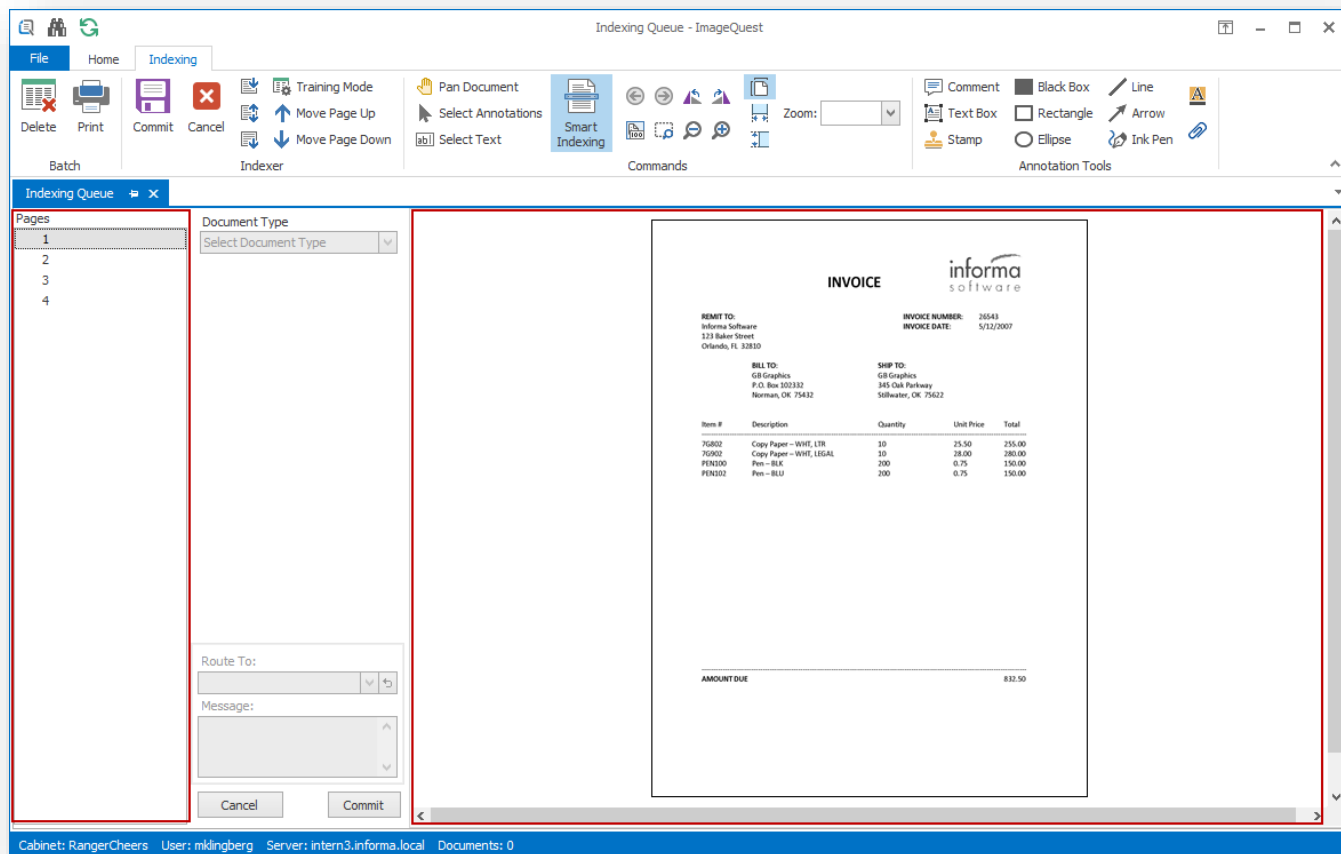 Indexing Queue - ImageQuest
File Home Indexing
Delete Print Commit Cancel
Training Mode
Move Page Up
Move Page Down
Pan Document
Select Annotations
ab| Select Text
Smart
Indexing
100
Zoom:
Comment Black Box Line
Text Box Rectangle Arrow
Stamp Ellipse Ink Pen
A
Batch Indexer Commands Annotation Tools
Indexing Queue
Pages
1
2
3
4
Document Type
Select Document Type
Route To:
Message:
Cancel Commit
INVOICE
informa
software
REMIT TO: INVOICE NUMBER: 26543
Informa Software INVOICE DATE: 5/12/2007
123 Baker Street
Orlando, FL 32810
BILL TO: SHIP TO:
GB Graphics GB Graphics
P.O. Box 102332 345 Oak Parkway
Norman, OK 75432 Stillwater, OK 75622
Item # Description Quantity Unit Price Total
7G802 Copy Paper – WHT, LTR 10 25.50 255.00
7G902 Copy Paper – WHT, LEGAL 10 28.00 280.00
PEN100 Pen – BLK 200 0.75 150.00
PEN102 Pen – BLU 200 0.75 150.00
AMOUNT DUE 832.50
Cabinet: RangerCheers User: mklingberg Server: intern3.informa.local Documents: 0